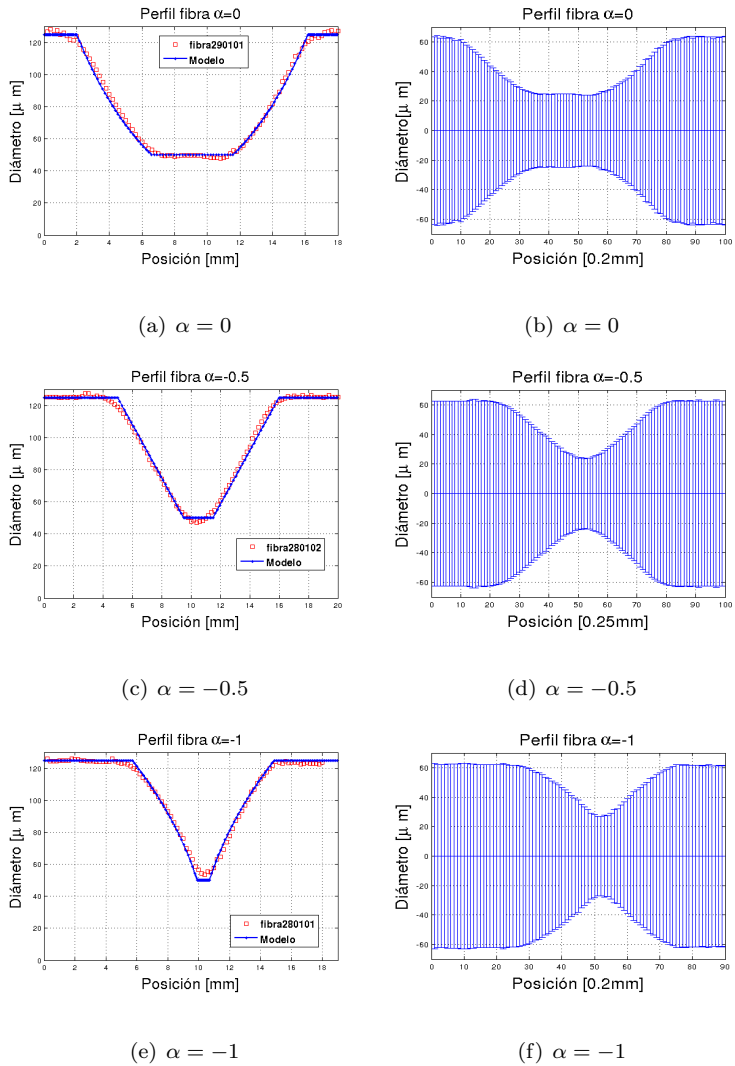 Perfil fibra α=0
Diámetro [μ m]
120
100
80
60
40
20
0
fibra290101
Modelo
0 2 4 6 8 10 12 14 16 18
Posición [mm]
(a) α = 0
Perfil fibra α=0
Diámetro[μ m]
60
40
20
0
-20
-40
-60
0 10 20 30 40 50 60 70 80 90 100
Posición [0.2mm]
(b) α = 0
Perfil fibra α=-0.5
Diámetro [μ m]
120
100
80
60
40
20
0
fibra280102
Modelo
0 2 4 6 8 10 12 14 16 18 20
Posición [mm]
(c) α = −0.5
Perfil fibra α=-0.5
Diámetro [μ m]
60
40
20
0
-20
-40
-60
0 10 20 30 40 50 60 70 80 90 100
Posición [0.25mm]
(d) α = −0.5
Perfil fibra α=-1
Diámetro [μ m]
120
100
80
60
40
20
0
fibra280101
Modelo
0 2 4 6 8 10 12 14 16 18
Posición [mm]
(e) α = −1
Perfil fibra α=-1
Diámetro [μ m]
60
40
20
0
-20
-40
-60
0 10 20 30 40 50 60 70 80 90
Posición [0.2mm]
(f) α = −1